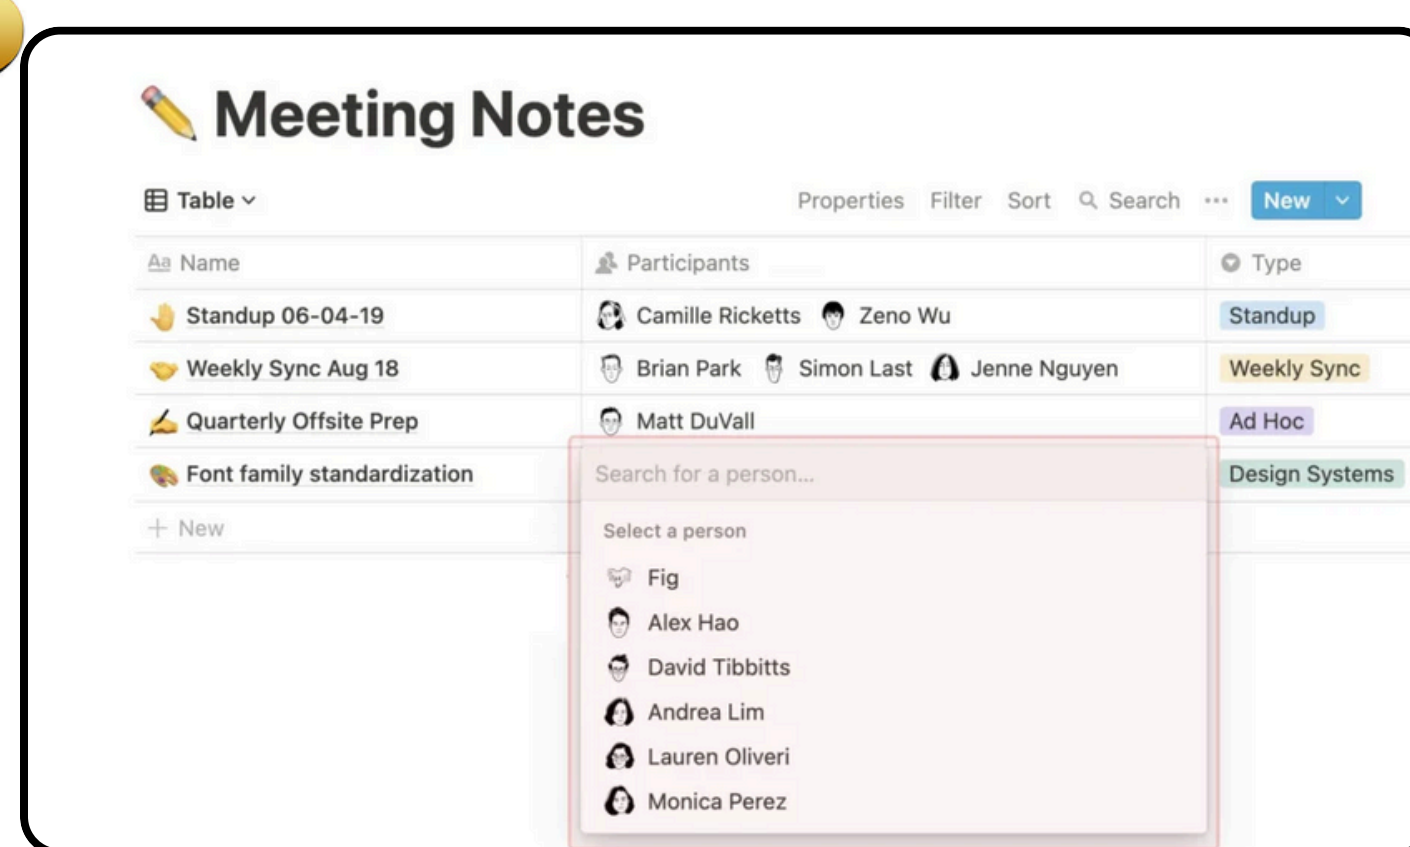 Meeting Notes
Table
Properties Filter Sort Search ... New
Aa Name Participants Type
Standup 06-04-19 Camille Ricketts Zeno Wu Standup
Weekly Sync Aug 18 Brian Park Simon Last Jenne Nguyen Weekly Sync
Quarterly Offsite Prep Matt DuVall Ad Hoc
Font family standardization Search for a person... Design Systems
+ New
Select a person
Fig
Alex Hao
David Tibbitts
Andrea Lim
Lauren Oliveri
Monica Perez